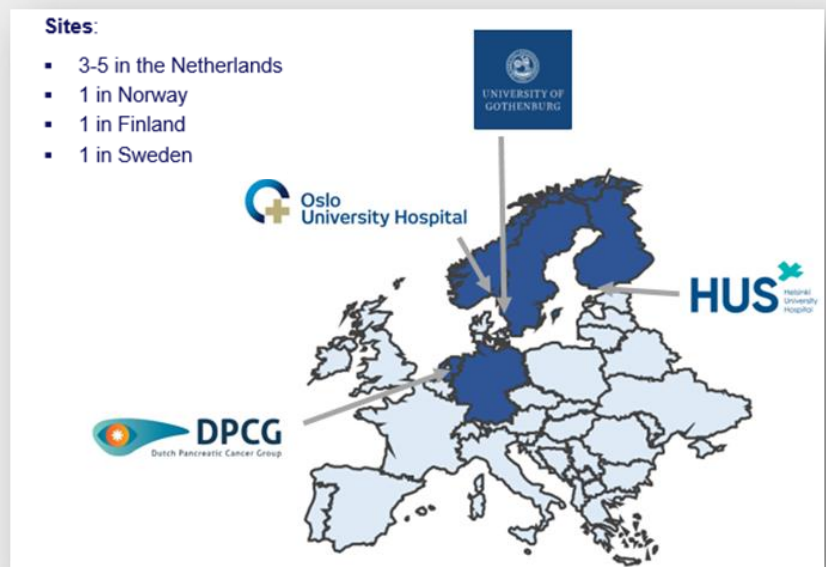 Sites:
▪ 3-5 in the Netherlands
▪ 1 in Norway
▪ 1 in Finland
▪ 1 in Sweden
UNIVERSITY OF
GOTHENBURG
Oslo
University Hospital
HUS
Helsinki
University
Hospital
DPCG
Dutch Pancreatic Cancer Group